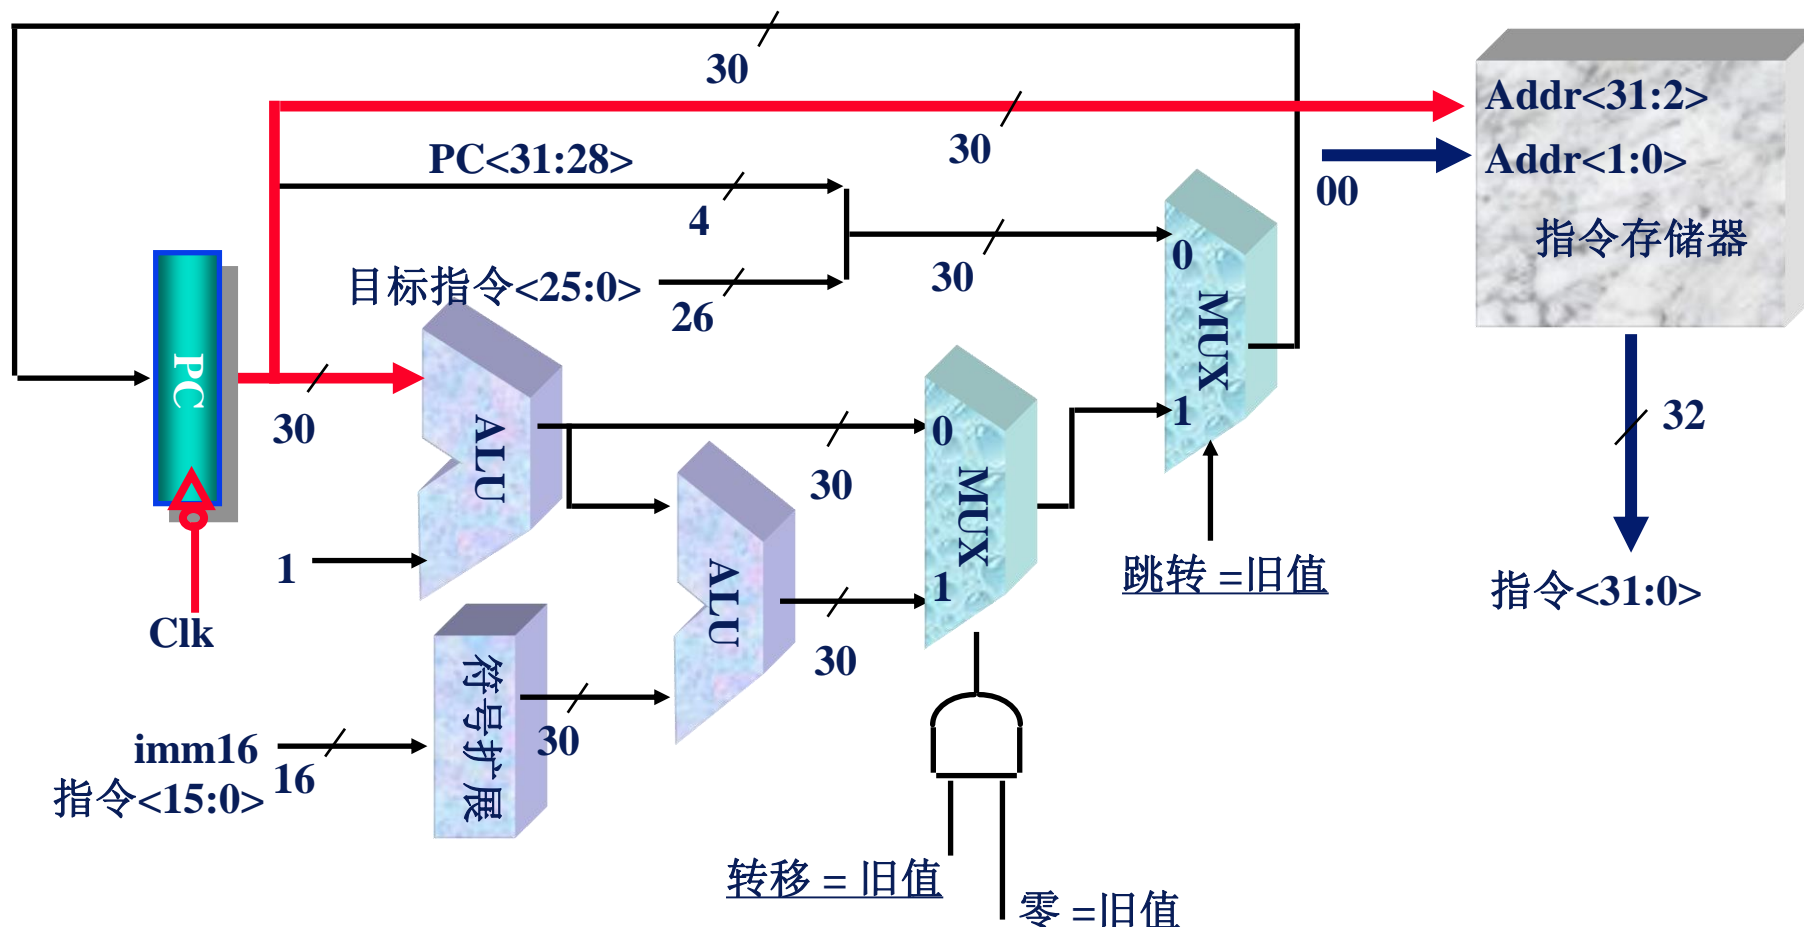 30
30
Addr<31:2>
PC<31:28>
4
00
Addr<1:0>
指令存储器
目标指令<25:0>
26
30
0
MUX
1
PC
30
ALU
1
Clk
30
0
MUX
1
ALU
30
跳转 =旧值
32
指令<31:0>
符号扩展
30
imm16
指令<15:0>
16
转移 = 旧值
零 =旧值